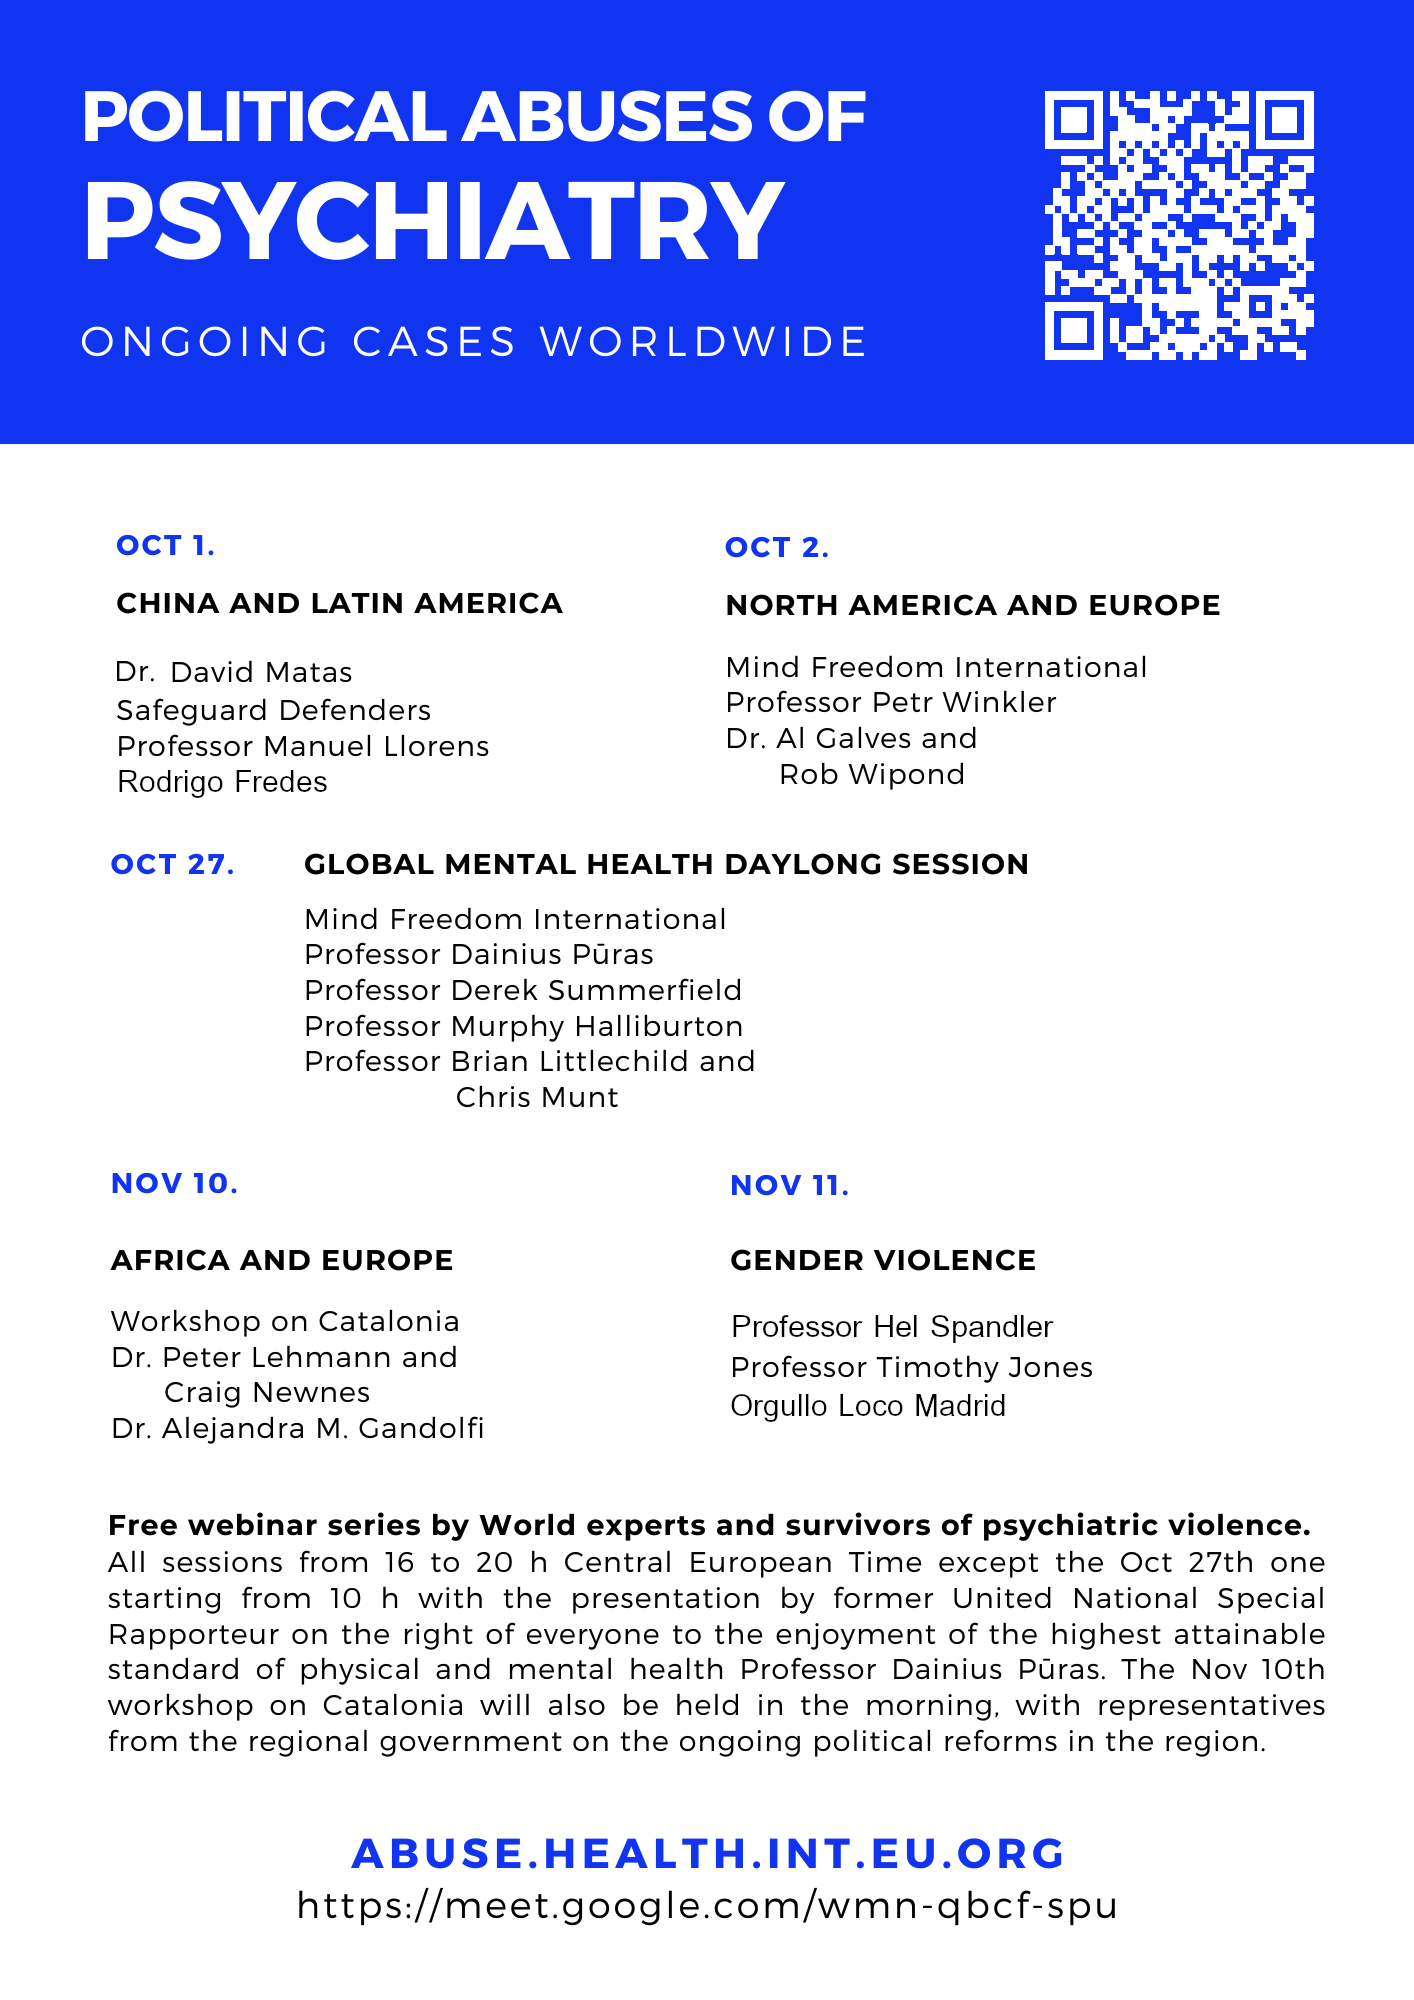 POLITICAL ABUSES OF
PSYCHIATRY
ONGOING CASES WORLDWIDE
OCT 1.
CHINA AND LATIN AMERICA
Dr. David Matas
Safeguard Defenders
Professor Manuel Llorens
Rodrigo Fredes
OCT 2.
NORTH AMERICA AND EUROPE
Mind Freedom International
Professor Petr Winkler
Dr. Al Galves and
Rob Wipond
OCT 27.
GLOBAL MENTAL HEALTH DAYLONG SESSION
Mind Freedom International
Professor Dainius Pūras
Professor Derek Summerfield
Professor Murphy Halliburton
Professor Brian Littlechild and
Chris Munt
NOV 10.
AFRICA AND EUROPE
Workshop on Catalonia
Dr. Peter Lehmann and
Craig Newnes
Dr. Alejandra M. Gandolfi
NOV 11.
GENDER VIOLENCE
Professor Hel Spandler
Professor Timothy Jones
Orgullo Loco Madrid
Free webinar series by World experts and survivors of psychiatric violence.
All sessions from 16 to 20 h Central European Time except the Oct 27th one
starting from 10 h with the presentation by former United National Special
Rapporteur on the right of everyone to the enjoyment of the highest attainable
standard of physical and mental health Professor Dainius Pūras. The Nov 10th
workshop on Catalonia will also be held in the morning, with representatives
from the regional government on the ongoing political reforms in the region.
ABUSE.HEALTH.INT.EU.ORG
https://meet.google.com/wmn-qbcf-spu